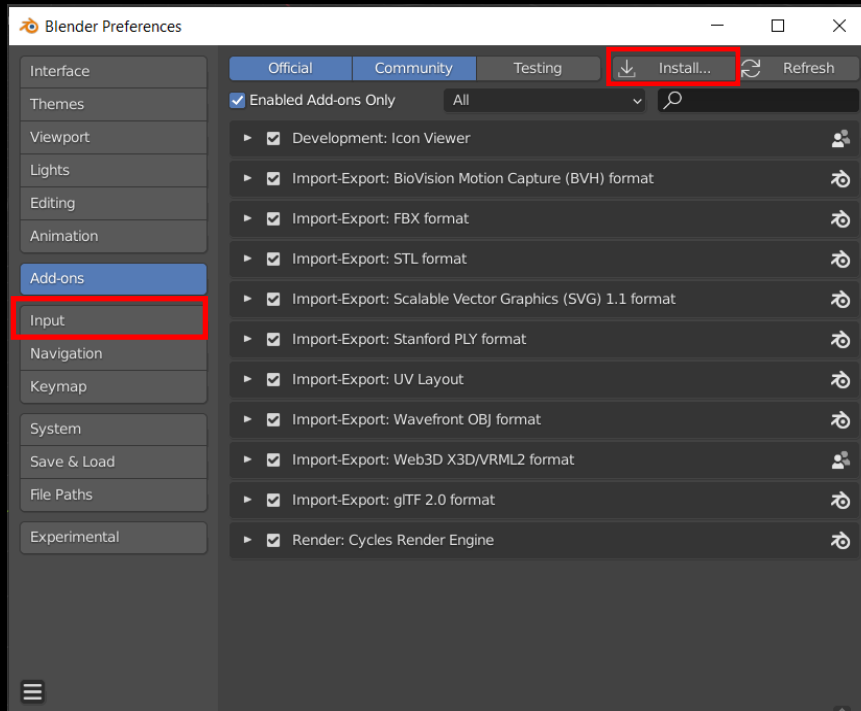 Blender Preferences
Interface
Themes
Viewport
Lights
Editing
Animation
Add-ons
Input
Navigation
Keymap
System
Save & Load
File Paths
Experimental
Official Community Testing Install... Refresh
Enabled Add-ons Only All
Development: Icon Viewer
Import-Export: BioVision Motion Capture (BVH) format
Import-Export: FBX format
Import-Export: STL format
Import-Export: Scalable Vector Graphics (SVG) 1.1 format
Import-Export: Stanford PLY format
Import-Export: UV Layout
Import-Export: Wavefront OBJ format
Import-Export: Web3D X3D/VRML2 format
Import-Export: glTF 2.0 format
Render: Cycles Render Engine